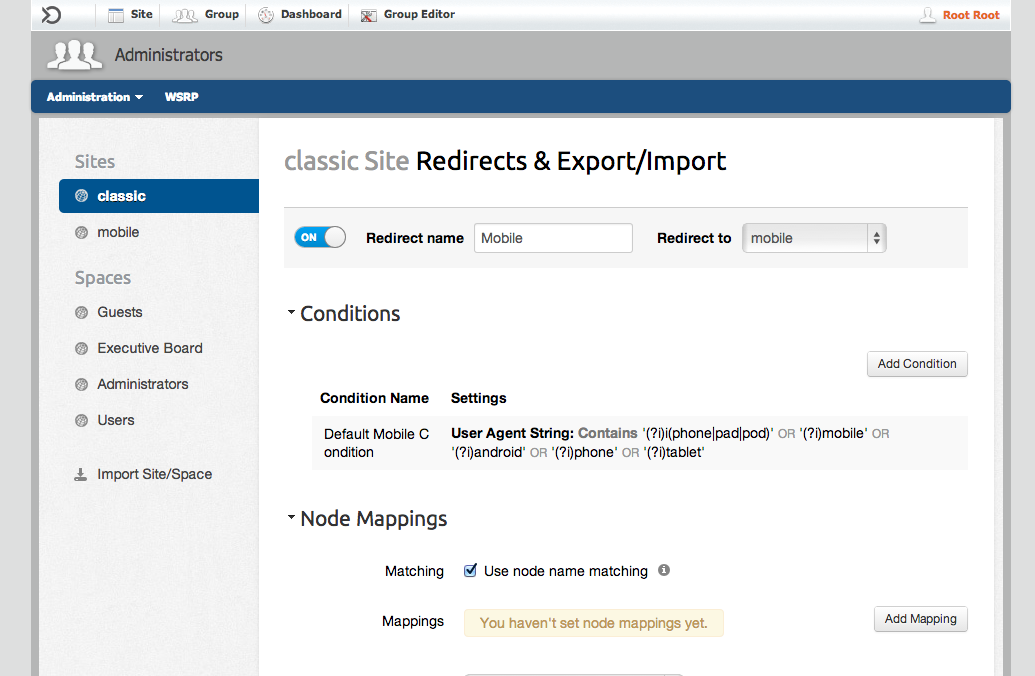 Site Group Dashboard Group Editor Root Root
Administrators
Administration WSRP
Sites
classic
mobile
Spaces
Guests
Executive Board
Administrators
Users
Import Site/Space
classic Site Redirects & Export/Import
ON Redirect name Mobile Redirect to mobile
Conditions
Add Condition
Condition Name Settings
Default Mobile C
ondition
User Agent String: Contains '(?i)i(phone|pad|pod)' OR '(?i)mobile' OR
'(?i)android' OR '(?i)phone' OR '(?i)tablet'
Node Mappings
Matching Use node name matching
Mappings You haven't set node mappings yet. Add Mapping